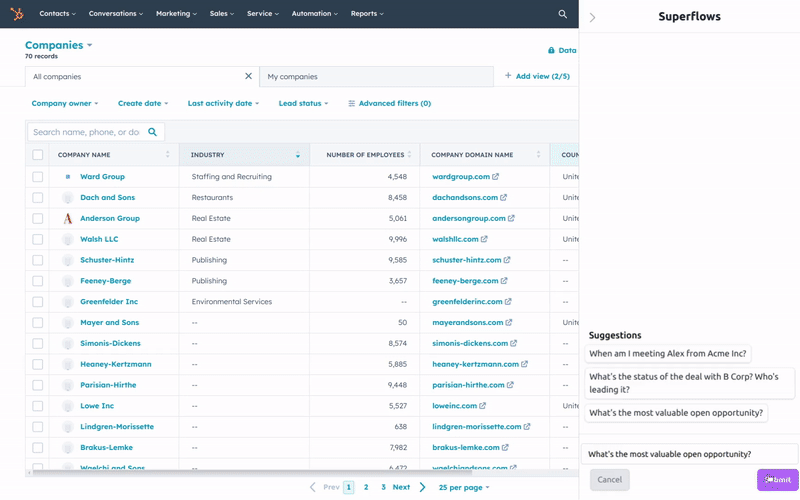 Contacts Conversations Marketing Sales Service Automation Reports
Superflows
Companies
70 records
Data
All companies
My companies
+ Add view (2/5)
Company owner Create date Last activity date Lead status Advanced filters (0)
Search name, phone, or do
COMPANY NAME INDUSTRY NUMBER OF EMPLOYEES COMPANY DOMAIN NAME COUN
Ward Group Staffing and Recruiting 4,548 wardgroup.com Unite
Dach and Sons Restaurants 8,458 dachandsons.com Unite
Anderson Group Real Estate 5,061 andersongroup.com Unite
Walsh LLC Real Estate 9,996 walshllc.com Unite
Schuster-Hintz Publishing 9,585 schuster-hintz.com --
Feeney-Berge Publishing 3,657 feeney-berge.com --
Greenfelder Inc Environmental Services -- greenfelderinc.com --
Mayer and Sons -- 50 mayerandsons.com Unite
Simonis-Dickens -- 8,574 simonis-dickens.com --
Heaney-Kertzmann -- 5,885 heaney-kertzmann.com --
Parisian-Hirthe -- 9,448 parisian-hirthe.com --
Lowe Inc -- 5,527 loweinc.com Unite
Lindgren-Morissette -- 638 lindgren-morissette.com --
Brakus-Lemke -- 7,982 brakus-lemke.com --
Waelchi and Sons -- 6,472 waelchiandsons.com
Prev 1 2 3 Next 25 per page
Suggestions
When am I meeting Alex from Acme Inc?
What's the status of the deal with B Corp? Who's
leading it?
What's the most valuable open opportunity?
What's the most valuable open opportunity?
Cancel